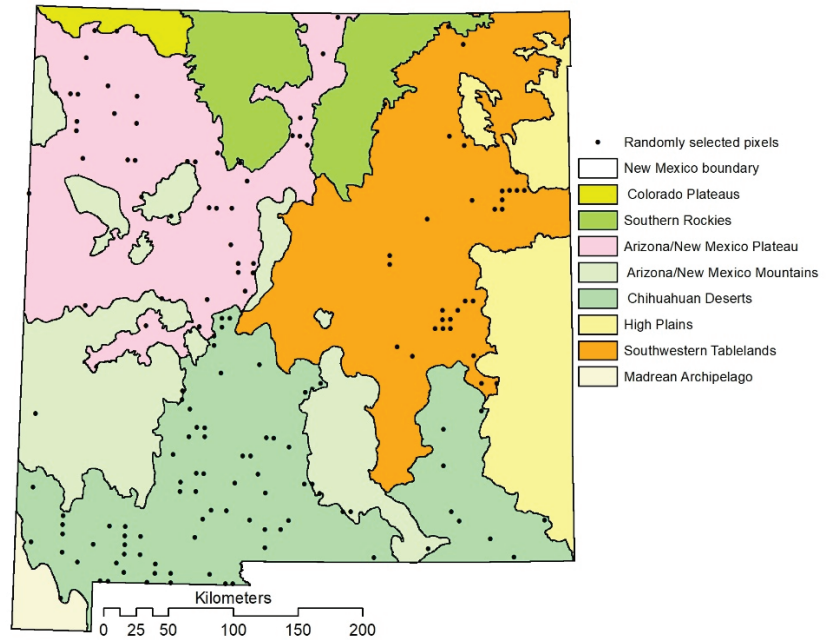 Randomly selected pixels
New Mexico boundary
Colorado Plateaus
Southern Rockies
Arizona/New Mexico Plateau
Arizona/New Mexico Mountains
Chihuahuan Deserts
High Plains
Southwestern Tablelands
Madrean Archipelago
Kilometers
0 25 50 100 150 200